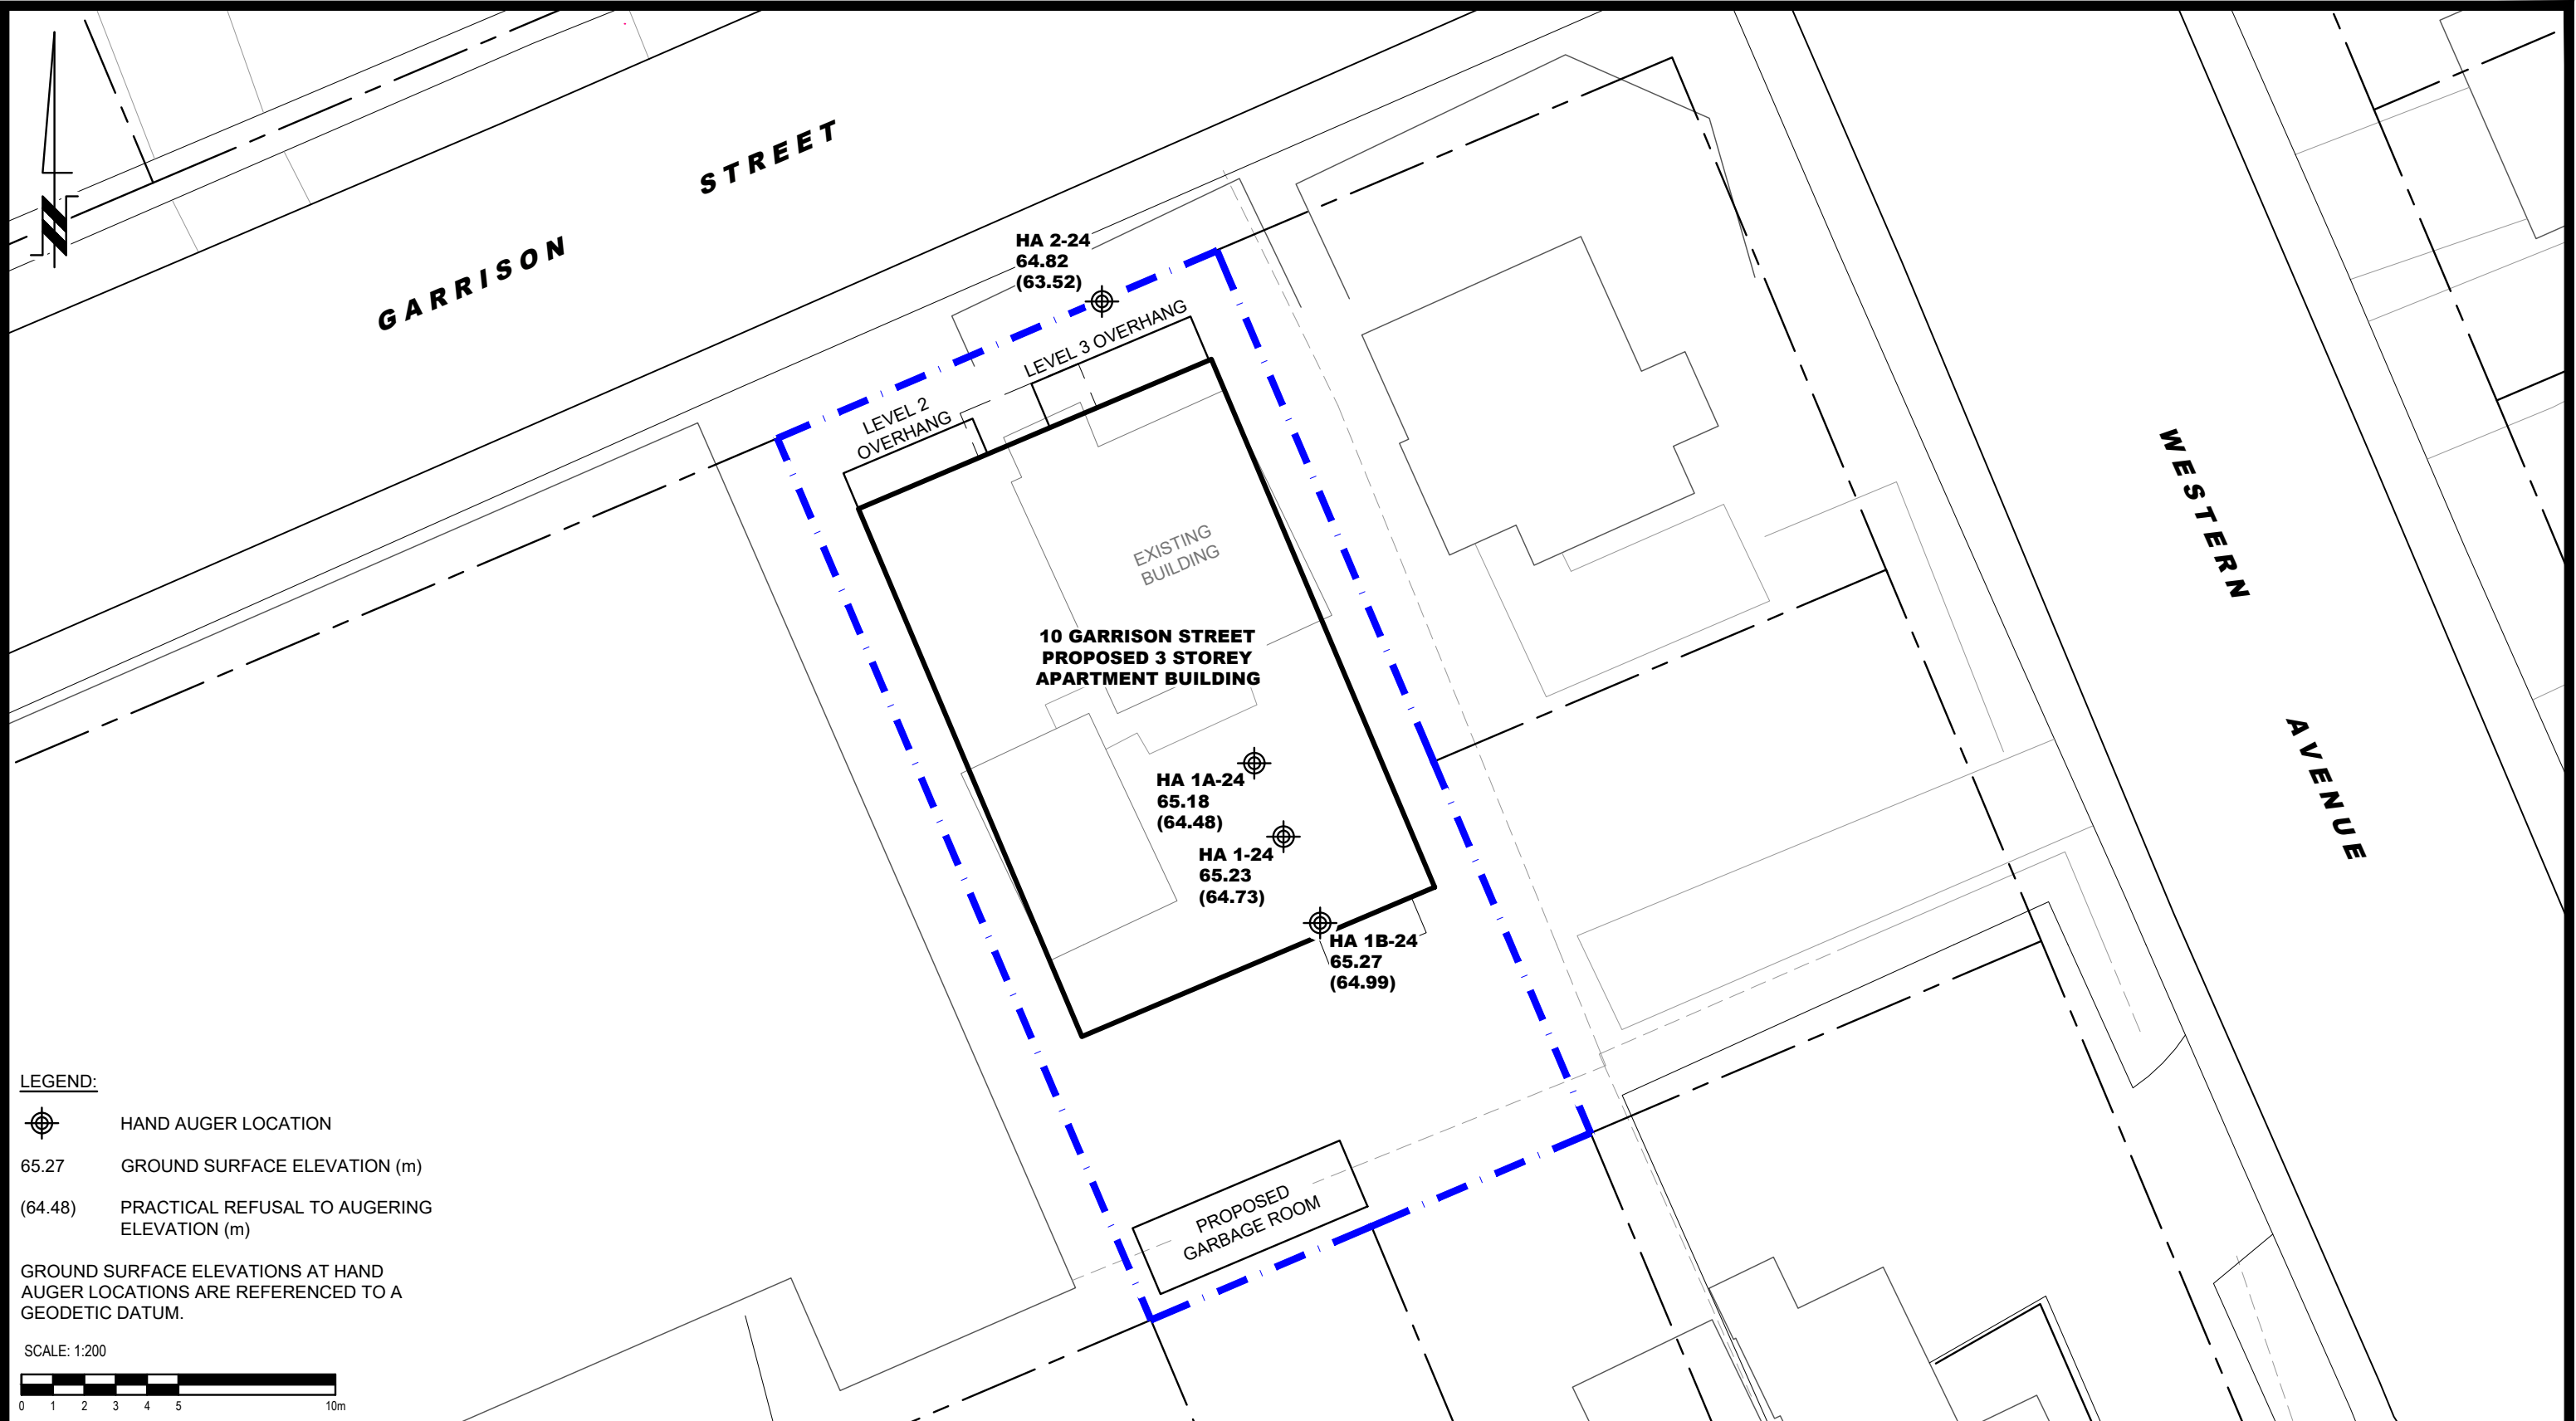 GARRISON STREET
HA 2-24
64.82
(63.52)
LEVEL 3 OVERHANG
LEVEL 2
OVERHANG
EXISTING
BUILDING
10 GARRISON STREET
PROPOSED 3 STOREY
APARTMENT BUILDING
HA 1A-24
65.18
(64.48)
HA 1-24
65.23
(64.73)
HA 1B-24
65.27
(64.99)
WESTERN AVENUE
PROPOSED
GARBAGE ROOM
LEGEND:
HAND AUGER LOCATION
65.27 GROUND SURFACE ELEVATION (m)
(64.48) PRACTICAL REFUSAL TO AUGERING
ELEVATION (m)
GROUND SURFACE ELEVATIONS AT HAND
AUGER LOCATIONS ARE REFERENCED TO A
GEODETIC DATUM.
SCALE: 1:200
0 1 2 3 4 5 10m